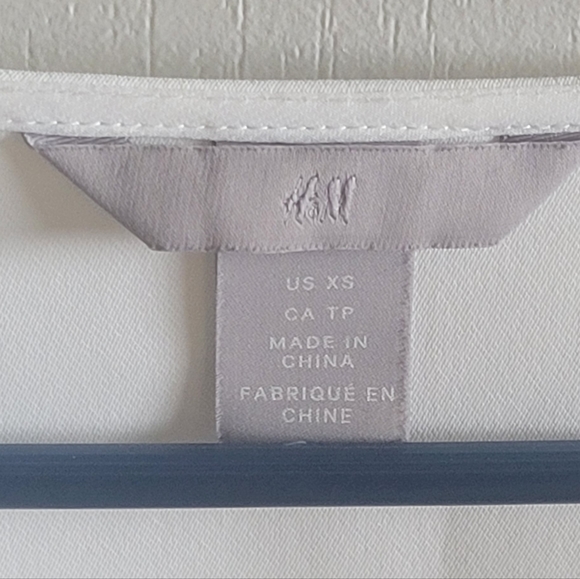 H&M
US XS
CA TP
MADE IN
CHINA
FABRIQUÉ EN
CHINE